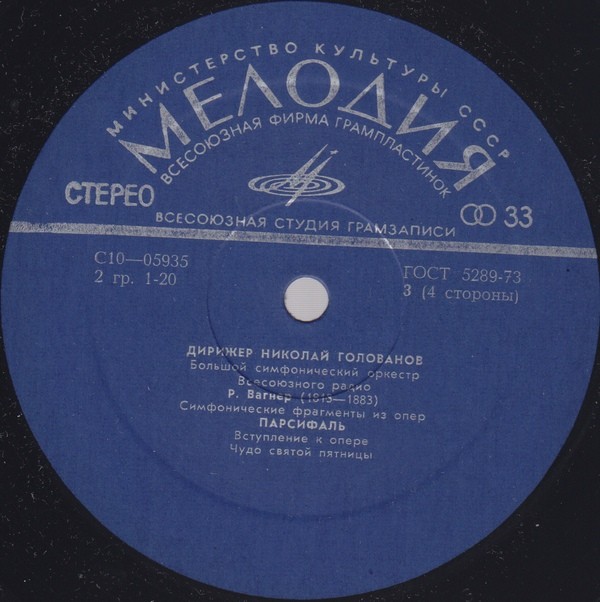 МИНИСТЕРСТВО КУЛЬТУРЫ СССР
МЕЛОДИЯ
ВСЕСОЮЗНАЯ ФИРМА ГРАМПЛАСТИНОК
СТЕРЕО
33
ВСЕСОЮЗНАЯ СТУДИЯ ГРАМЗАПИСИ
С10—05935
ГОСТ 5289-73
2 гр. 1-20
3 (4 стороны)
ДИРИЖЕР НИКОЛАЙ ГОЛОВАНОВ
Большой симфонический оркестр
Всесоюзного радио
Р. Вагнер (1813—1883)
Симфонические фрагменты из опер
ПАРСИФАЛЬ
Вступление к опере
Чудо святой пятницы